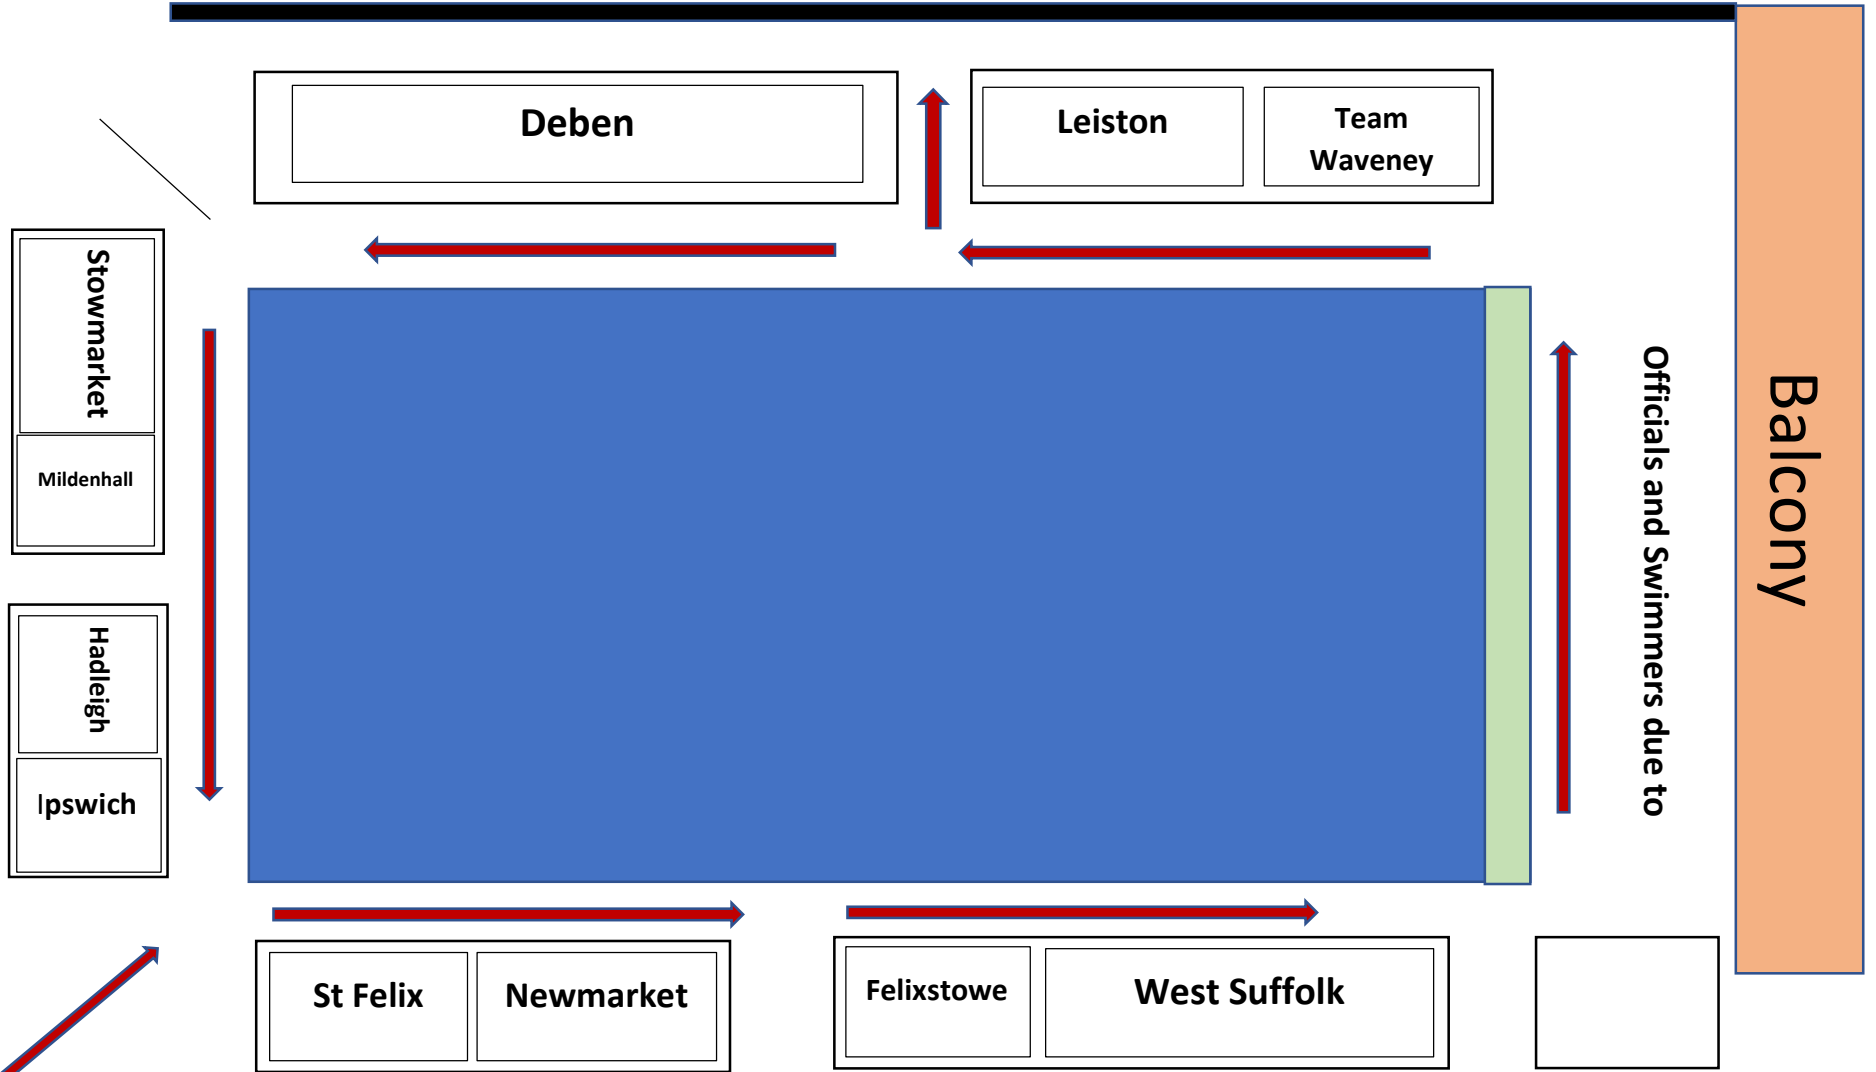 Deben
Leiston
Team
Waveney
Stowmarket
Mildenhall
Hadleigh
Ipswich
Officials and Swimmers due to
Balcony
St Felix
Newmarket
Felixstowe
West Suffolk